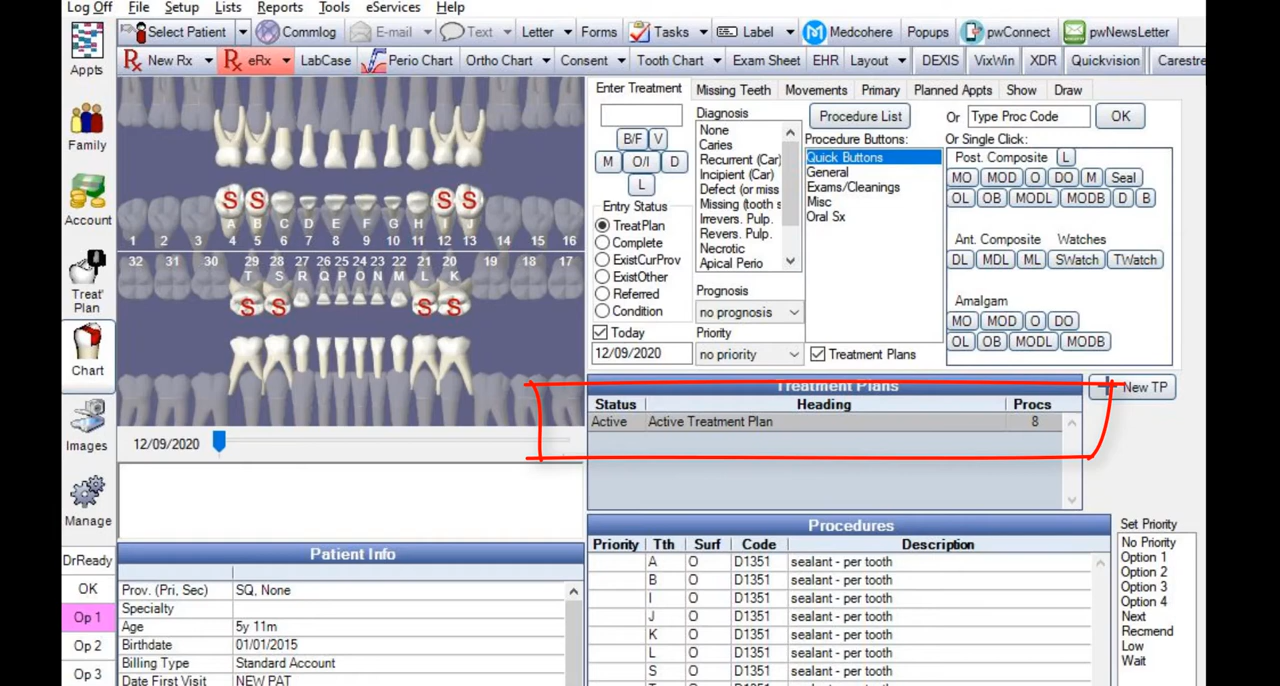 Log Off File Setup Lists Reports Tools eServices Help
Select Patient Commlog E-mail Text Letter Forms Tasks Label Medcohere Popups pwConnect pwNewsLetter
New Rx eRx LabCase Perio Chart Ortho Chart Consent Tooth Chart Exam Sheet EHR Layout DEXIS VixWin XDR Quickvision Carestre
Appts
Family
Account
Treat'
Plan
Chart
Images
Manage
DrReady
OK
Op 1
Op 2
Op 3
S S S S
A B C D E F G H I J
1 2 3 4 5 6 7 8 9 10 11 12 13 14 15 16
32 31 30 29 28 27 26 25 24 23 22 21 20 19 18 17
T S R Q P O N M L K
S S S S
12/09/2020
Enter Treatment Missing Teeth Movements Primary Planned Appts Show Draw
B/F V
M O/I D
L
Entry Status
TreatPlan
Complete
ExistCurProv
ExistOther
Referred
Condition
Today
12/09/2020
Diagnosis
None
Caries
Recurrent (Car)
Incipient (Car)
Defect (or miss
Missing (tooth s
Irrevers. Pulp.
Revers. Pulp.
Necrotic
Apical Perio
Prognosis
no prognosis
Priority
no priority
Procedure List
Or Type Proc Code OK
Procedure Buttons:
Quick Buttons
General
Exams/Cleanings
Misc
Oral Sx
Treatment Plans
Or Single Click:
Post. Composite L
MO MOD O DO M Seal
OL OB MODL MODB D B
Ant. Composite Watches
DL MDL ML SWatch TWatch
Amalgam
MO MOD O DO
OL OB MODL MODB
Treatment Plans
New TP
Status Heading Procs
Active Active Treatment Plan 8
Procedures
Priority Tth Surf Code Description
A O D1351 sealant - per tooth
B O D1351 sealant - per tooth
I O D1351 sealant - per tooth
J O D1351 sealant - per tooth
K O D1351 sealant - per tooth
L O D1351 sealant - per tooth
S O D1351 sealant - per tooth
Set Priority
No Priority
Option 1
Option 2
Option 3
Option 4
Next
Recmend
Low
Wait
Patient Info
Prov. (Pri, Sec) SQ, None
Specialty
Age 5y 11m
Birthdate 01/01/2015
Billing Type Standard Account
Date First Visit NEW PAT